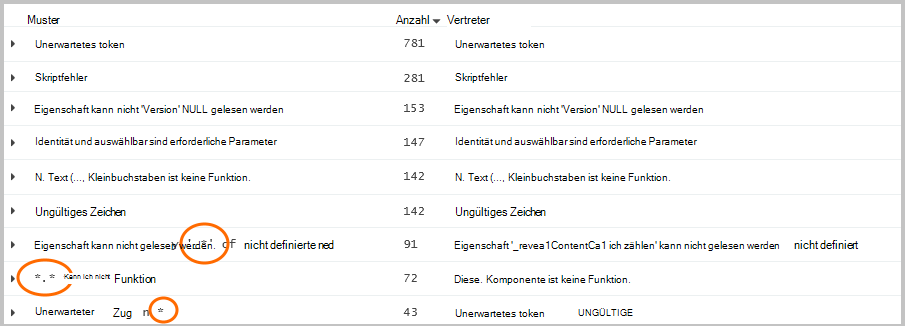 Muster Anzahl Vertreter
Unerwartetes token 781 Unerwartetes token
Skriptfehler 281 Skriptfehler
Eigenschaft kann nicht 'Version' NULL gelesen werden 153 Eigenschaft kann nicht 'Version' NULL gelesen werden
Identität und auswählbar sind erforderliche Parameter 147 Identität und auswählbar sind erforderliche Parameter
N. Text (..., Kleinbuchstaben ist keine Funktion. 142 N. Text (..., Kleinbuchstaben ist keine Funktion.
Ungültiges Zeichen 142 Ungültiges Zeichen
Eigenschaft kann nicht gelesen werden. '*' of nicht definierte ned 91 Eigenschaft '_revea1ContentCa1 ich zählen' kann nicht gelesen werden nicht definiert
*.* Kann ich nicht Funktion 72 Diese. Komponente ist keine Funktion.
Unerwarteter Zug n * 43 Unerwartetes token UNGÜLTIGE